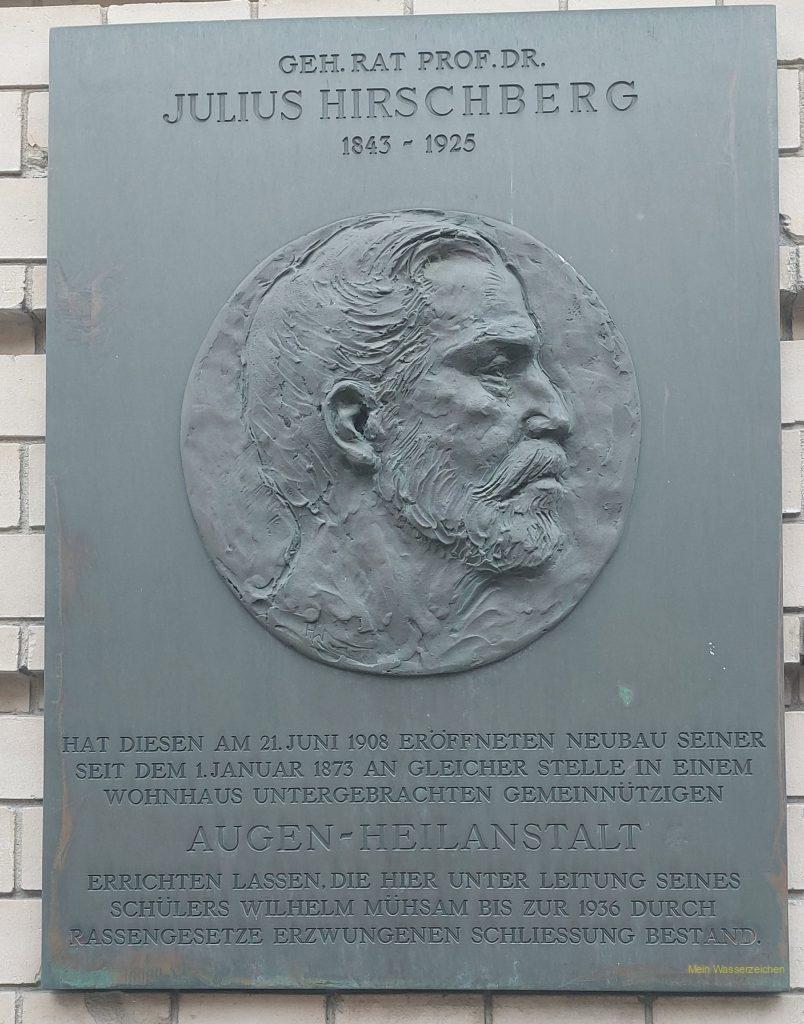 GEH. RAT PROF. DR.
JULIUS HIRSCHBERG
1843 - 1925
HAT DIESEN AM 21. JUNI 1908 ERÖFFNETEN NEUBAU SEINER
SEIT DEM 1. JANUAR 1873 AN GLEICHER STELLE IN EINEM
WOHNHAUS UNTERGEBRACHTEN GEMEINNÜTZIGEN
AUGEN-HEILANSTALT
ERRICHTEN LASSEN, DIE HIER UNTER LEITUNG SEINES
SCHÜLERS WILHELM MÜHSAM BIS ZUR 1936 DURCH
RASSENGESETZE ERZWUNGENEN SCHLIESSUNG BESTAND.
Mein Wasserzeichen